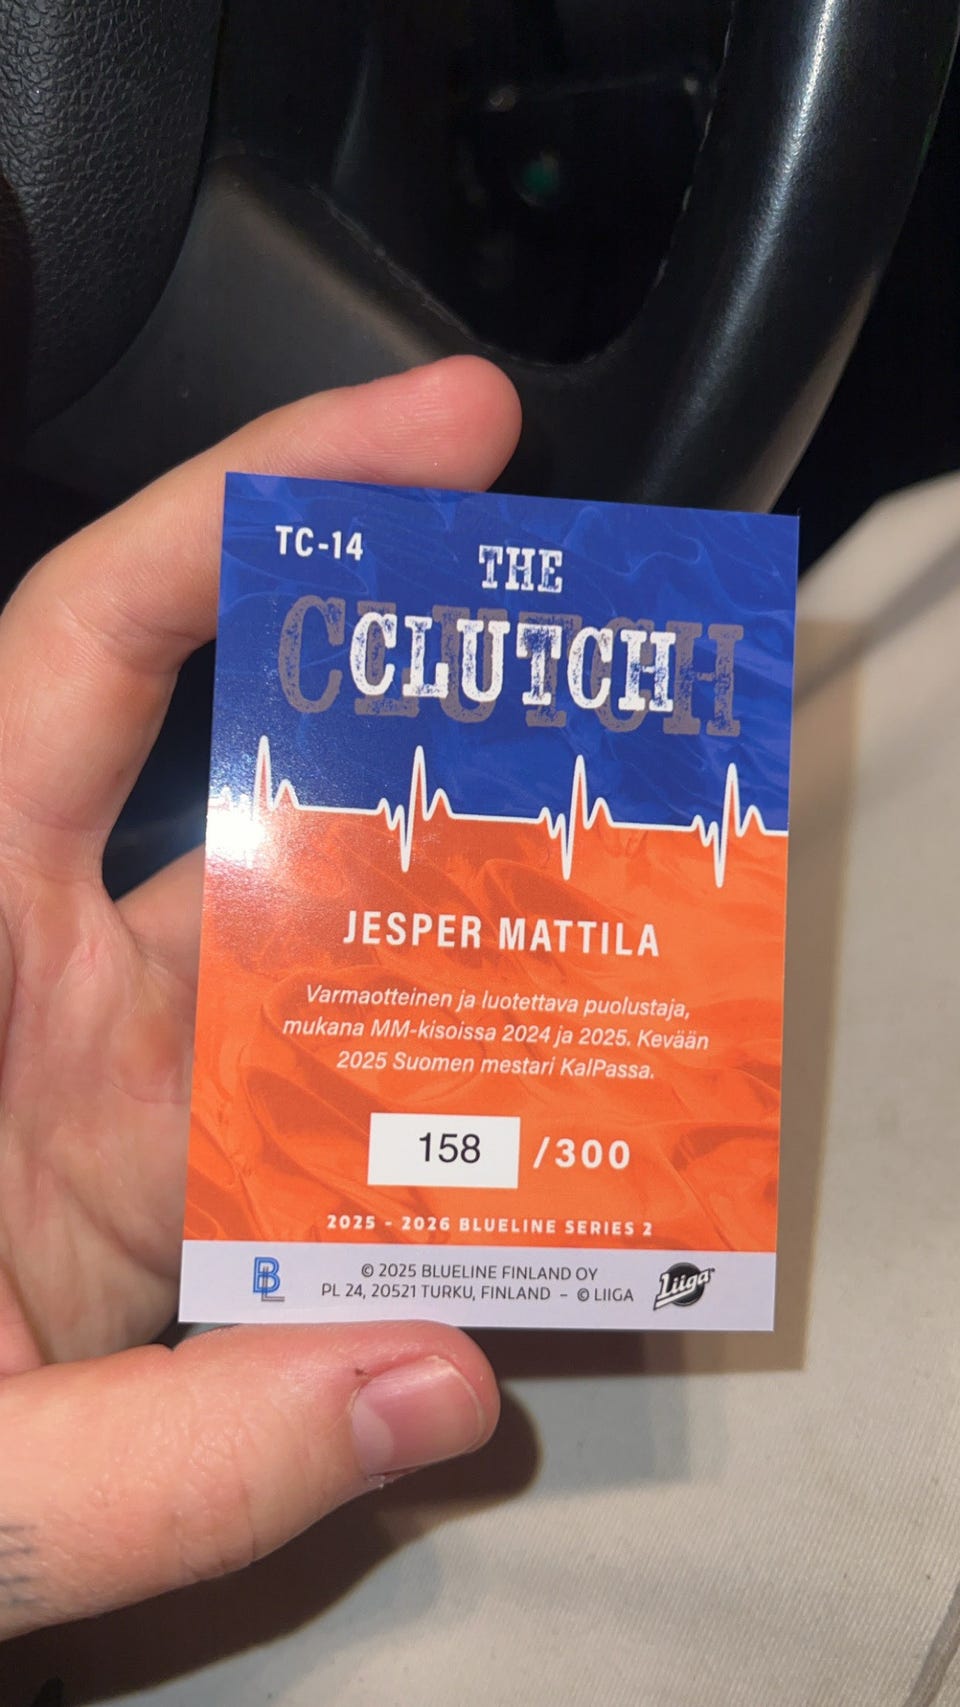 TC-14
THE
CLUTCH
CLUTCH
JESPER MATTILA
Varmaotteinen ja luotettava puolustaja,
mukana MM-kisoissa 2024 ja 2025. Kevään
2025 Suomen mestari KalPassa.
158 /300
2025 - 2026 BLUELINE SERIES 2
BL
© 2025 BLUELINE FINLAND OY
PL 24, 20521 TURKU, FINLAND – © LIIGA
Liiga